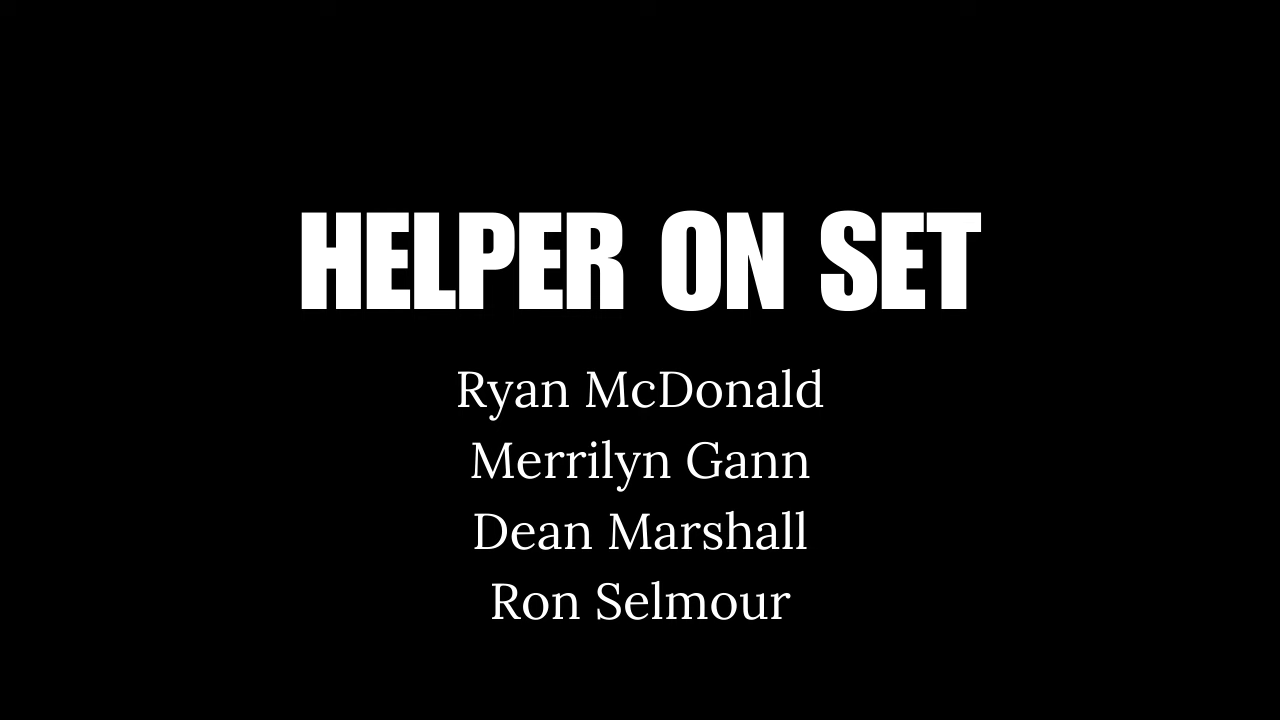 HELPER ON SET
Ryan McDonald
Merrilyn Gann
Dean Marshall
Ron Selmour